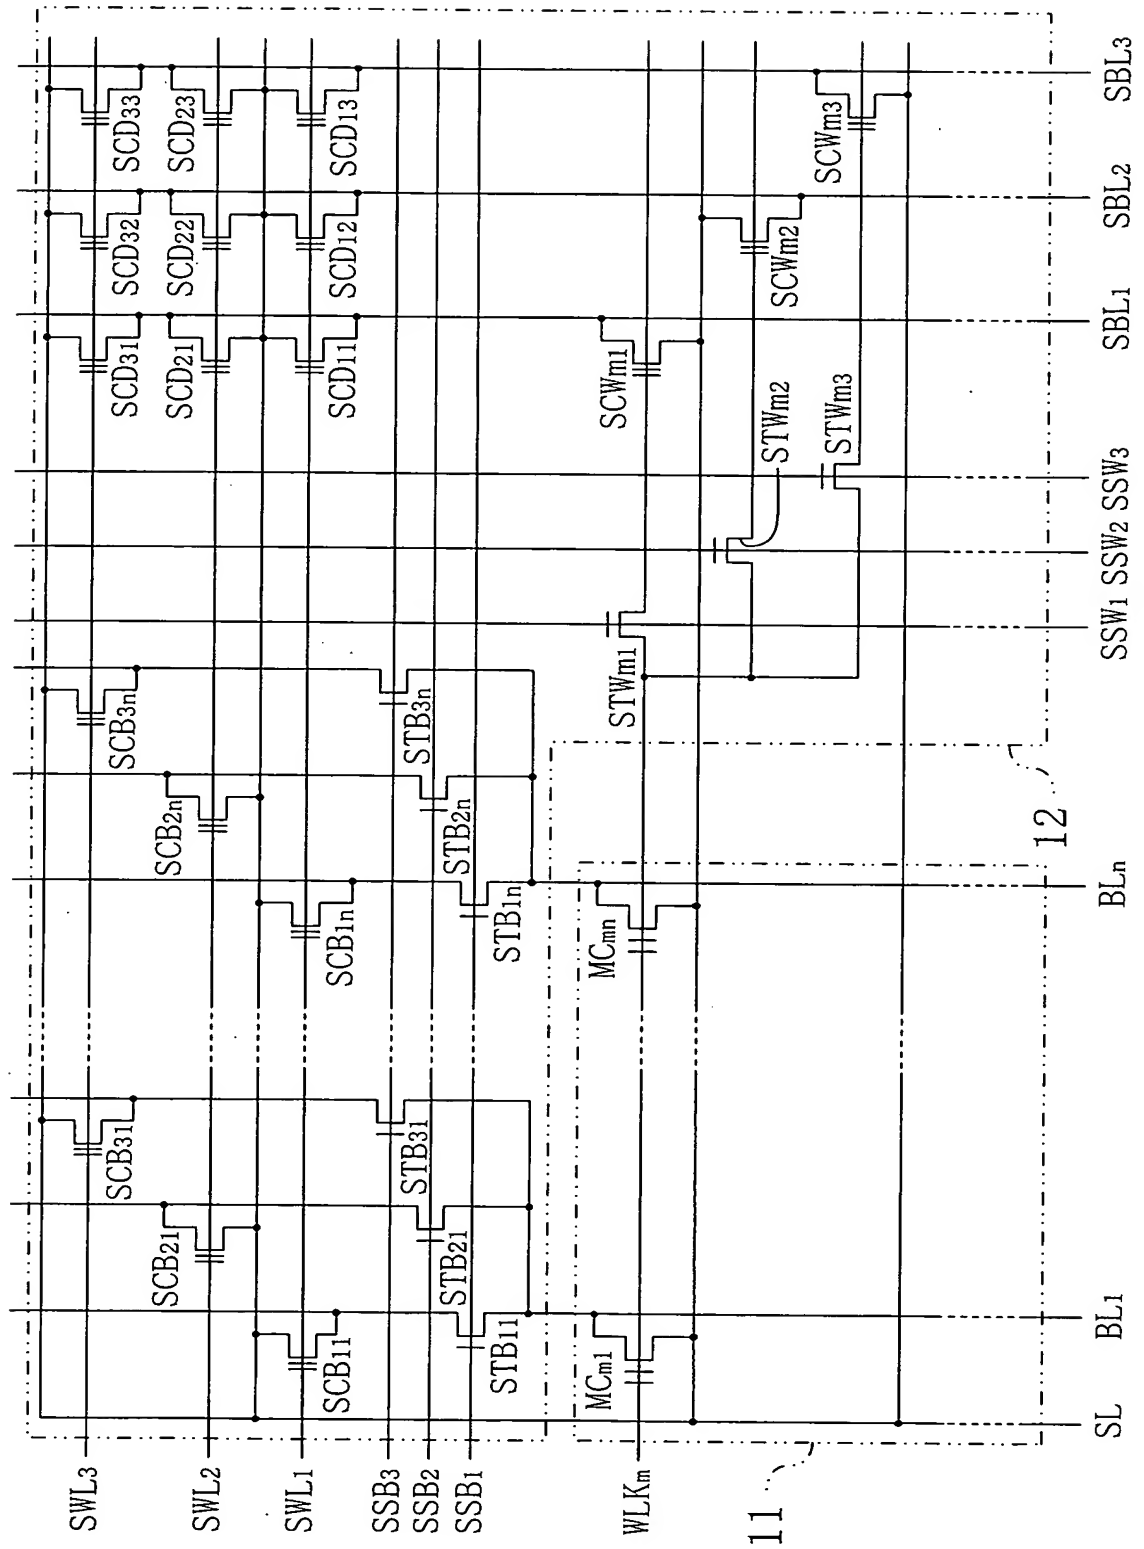 SWL3
SWL2
SWL1
SSB3
SSB2
SSB1
WLKm
11
12
SCB31
SCB21
SCB11
STB31
STB21
STB11
MCm1
SCB3n
SCB2n
SCB1n
STB3n
STB2n
STB1n
MCmn
SCD31
SCD21
SCD11
SCD32
SCD22
SCD12
SCD33
SCD23
SCD13
STWm1
STWm2
STWm3
SCWm1
SCWm2
SCWm3
SL
BL1
BLn
SSW1
SSW2
SSW3
SBL1
SBL2
SBL3